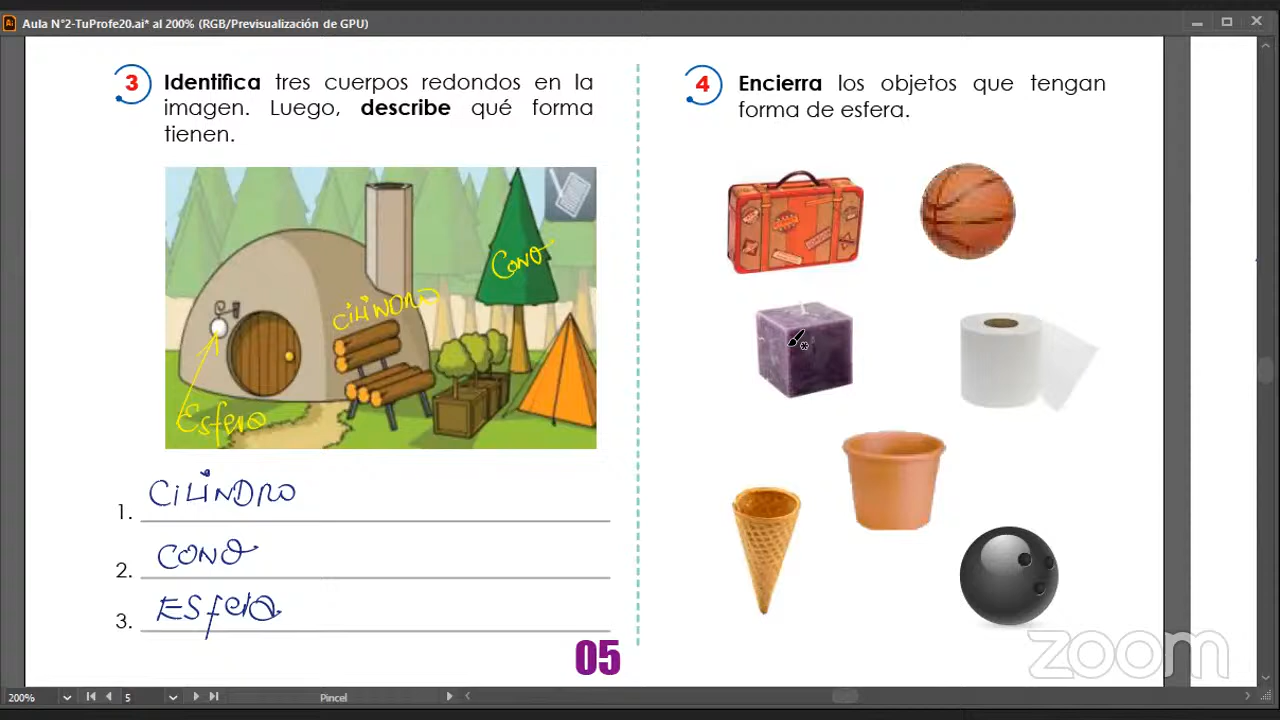 Ai Aula N°2-TuProfe20.ai* al 200% (RGB/Previsualización de GPU)
3 Identifica tres cuerpos redondos en la
imagen. Luego, describe qué forma
tienen.
CONO
CILINDRO
Esfera
1. CILINDRO
2. CONO
3. ESfera
05
4 Encierra los objetos que tengan
forma de esfera.
zoom
200% 5 Pincel